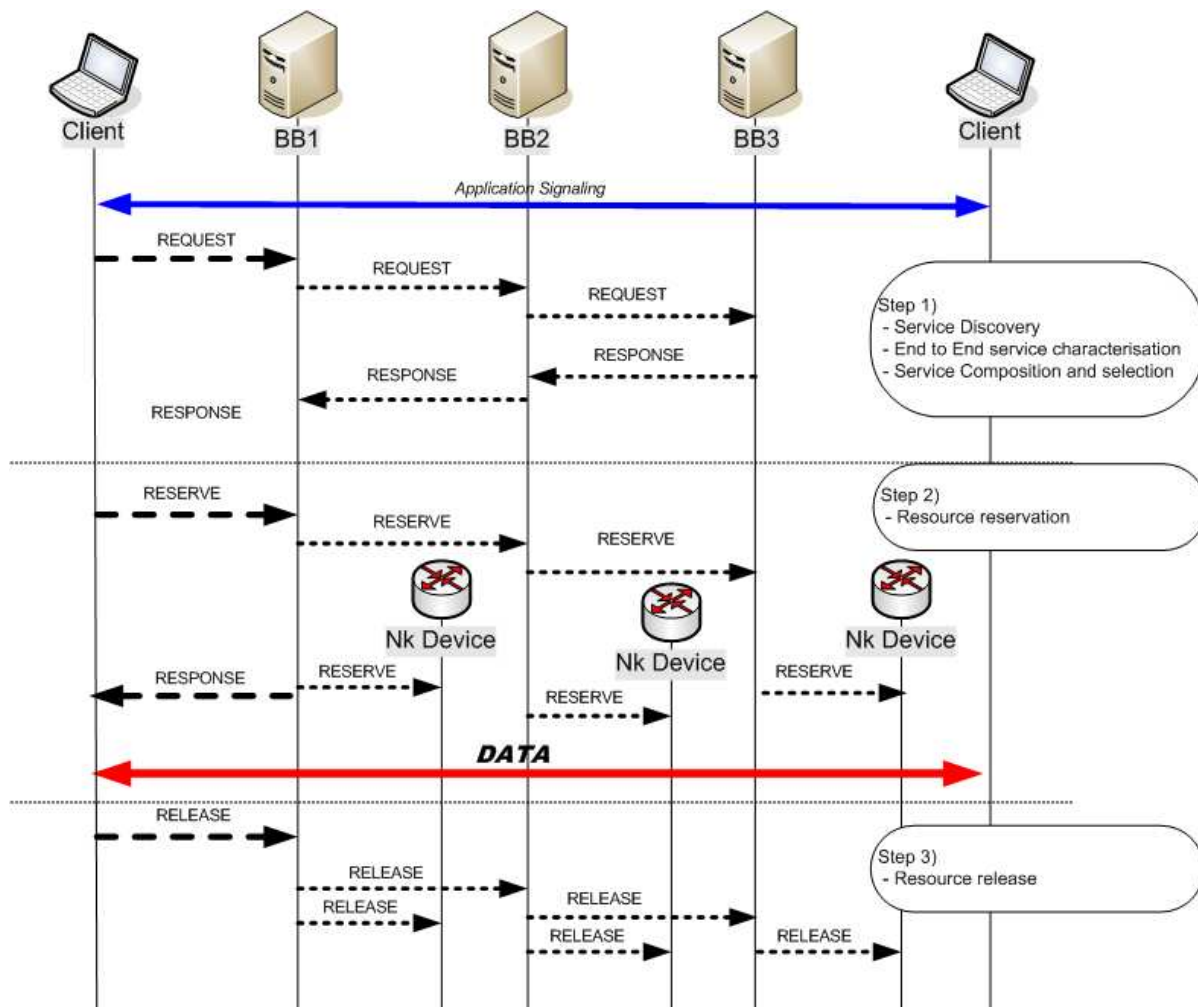 Client
BB1
BB2
BB3
Client
Application Signaling
REQUEST
REQUEST
REQUEST
RESPONSE
RESPONSE
RESPONSE
Step 1)
- Service Discovery
- End to End service characterisation
- Service Composition and selection
RESERVE
RESERVE
RESERVE
Step 2)
- Resource reservation
Nk Device
Nk Device
Nk Device
RESPONSE
RESERVE
RESERVE
RESERVE
DATA
RELEASE
RELEASE
RELEASE
RELEASE
RELEASE
RELEASE
Step 3)
- Resource release